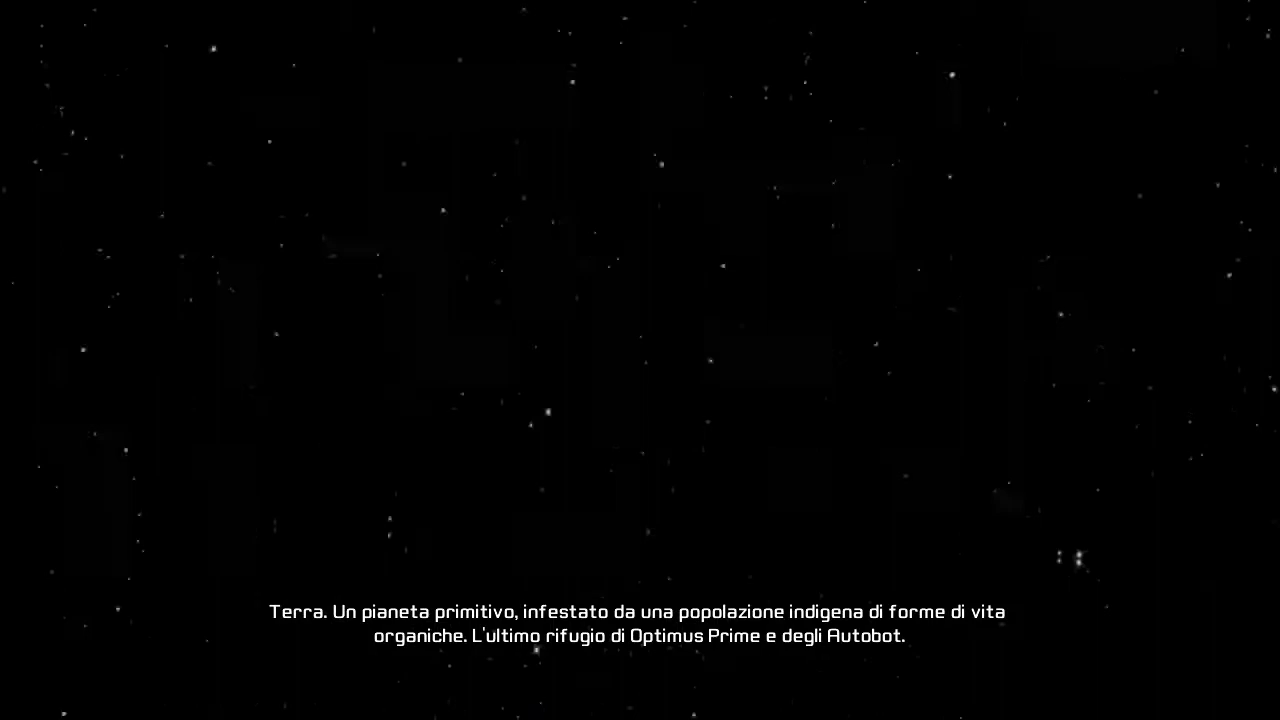 Terra. Un pianeta primitivo, infestato da una popolazione indigena di forme di vita
organiche. L'ultimo rifugio di Optimus Prime e degli Autobot.